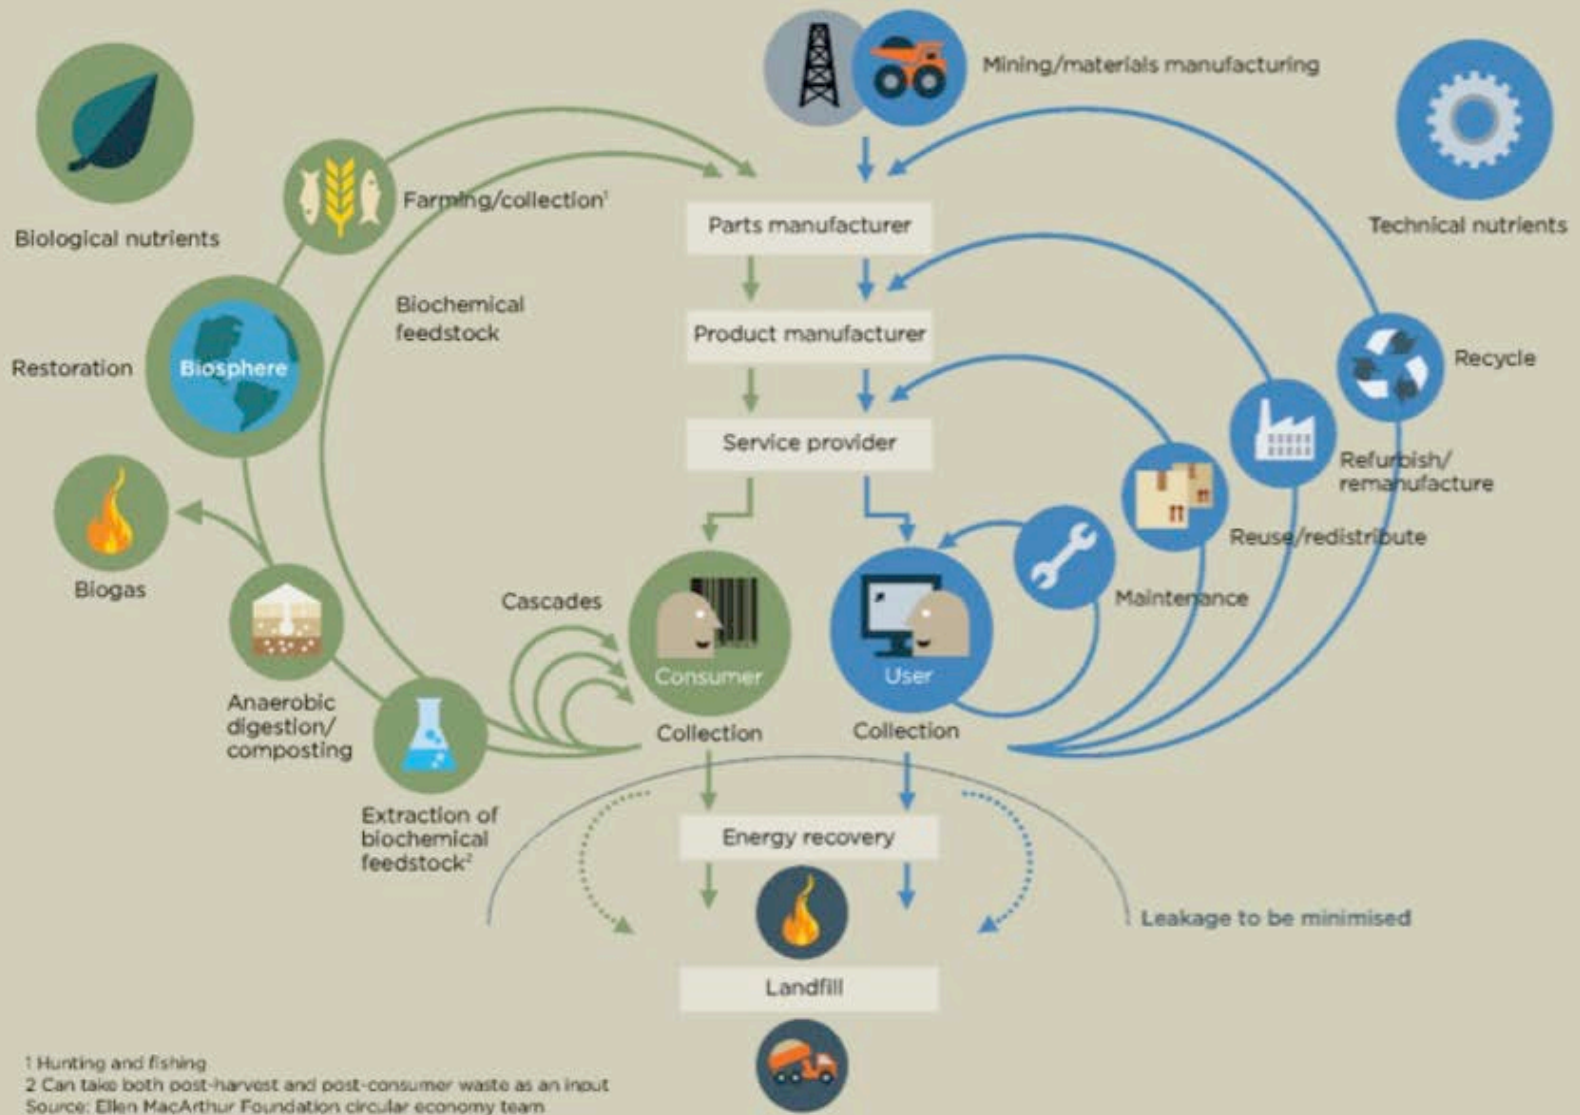 Mining/materials manufacturing
Biological nutrients
Farming/collection¹
Parts manufacturer
Technical nutrients
Biochemical
feedstock
Product manufacturer
Restoration
Biosphere
Recycle
Service provider
Refurbish/
remanufacture
Reuse/redistribute
Biogas
Cascades
Maintenance
Consumer
User
Anaerobic
digestion/
composting
Collection
Collection
Extraction of
biochemical
feedstock²
Energy recovery
Leakage to be minimised
Landfill
1 Hunting and fishing
2 Can take both post-harvest and post-consumer waste as an input
Source: Ellen MacArthur Foundation circular economy team